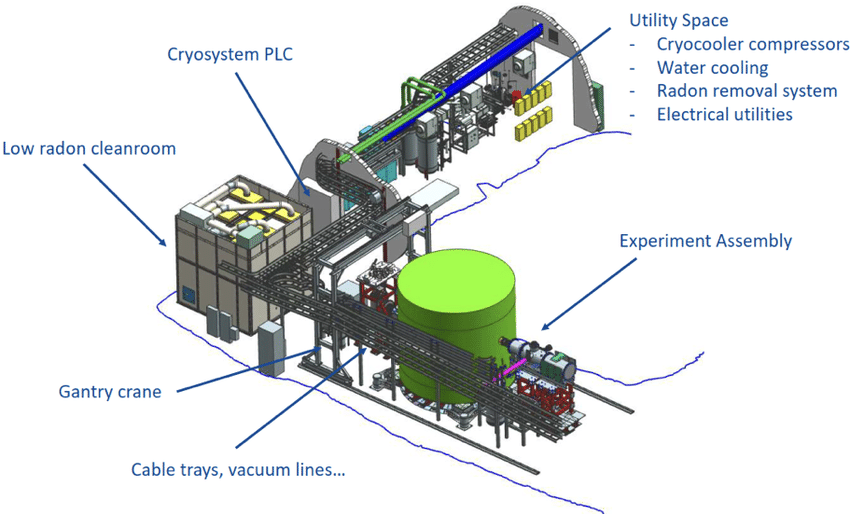 Utility Space
- Cryocooler compressors
- Water cooling
- Radon removal system
- Electrical utilities
Cryosystem PLC
Low radon cleanroom
Experiment Assembly
Gantry crane
Cable trays, vacuum lines...